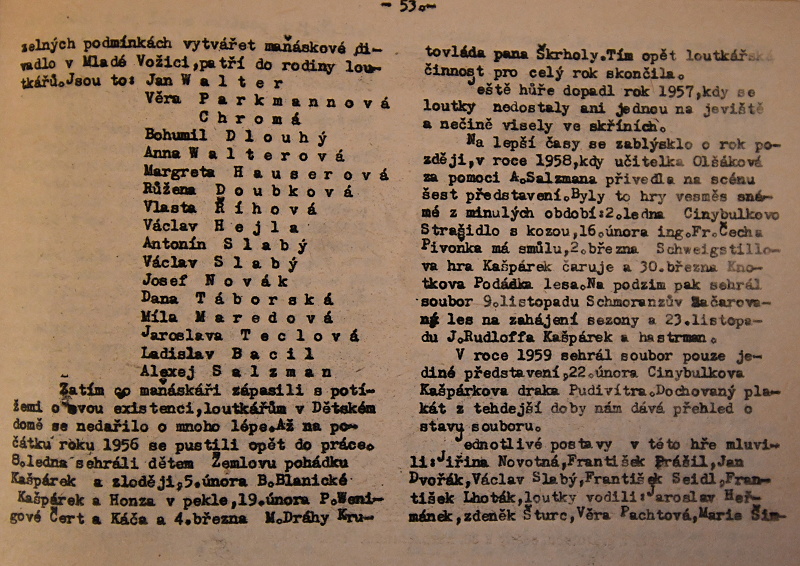 - 53.-
zelných podmínkách vytvářet maňáskové di-
vadlo v Mladé Vožici,patří do rodiny lou-
tkářů.Jsou to: Jan W a l t e r
Věra P a r k m a n n o v á
C h r o m á
Bohumil D l o u h ý
Anna W a l t e r o v á
Margreta H a u s e r o v á
Růžena D o u b k o v á
Vlasta Ř í h o v á
Václav H e j l a
Antonín S l a b ý
Václav S l a b ý
Josef N o v á k
Dana T á b o r s k á
Míla M a r e d o v á
Jaroslava T e c l o v á
Ladislav B a c i l
Alexej S a l z m a n
Zatím co maňáskáři zápasili s potí-
žemi o svou existenci,loutkářům v Dětském
domě se nedařilo o mnoho lépe.Až na po-
čátku roku 1956 se pustili opět do práce.
8.ledna sehráli dětem Žemlovu pohádku
Kašpárek a zloději,5.února B.Blanické
Kašpárek a Honza v pekle,19.února P.Weni-
gové Čert a Káča a 4.března M.Dráhy Kru-
tovláda pana Škrholy.Tím opět loutkářská
činnost pro celý rok skončila.
Ještě hůře dopadl rok 1957,kdy se
loutky nedostaly ani jednou na jeviště
a nečině visely ve skříních.
Na lepší časy se zablýsklo o rok po-
zději,v roce 1958,kdy učitelka Olšáková
za pomoci A.Salzmana přivedla na scénu
šest představení.Byly to hry vesměs zná-
mé z minulých období:2.ledna Cinybulkovo
Strašidlo s kozou,16.února ing.Fr.Čecha
Pivoňka má smůlu,2.března Schweigstillo-
va hra Kašpárek čaruje a 30.března Kno-
tkova Podádka lesa.Na podzim pak sehrál
soubor 9.listopadu Schmoranzův Začarova-
ný les na zahájení sezony a 23.listopa-
du J.Rudloffa Kašpárek a hastrman.
V roce 1959 sehrál soubor pouze je-
diné představení,22.února Cinybulkova
Kašpárkova draka Pudivítra.Dochovaný pla-
kát z tehdejší doby nám dává přehled o
stavu souboru.
Jednotlivé postavy v této hře mluvi-
li:Jiřina Novotná,František Prášil,Jan
Dvořák,Václav Slabý,František Seidl,Fran-
tišek Lhoták,loutky vodili:Jaroslav Heř-
mánek,zdeněk Šturc,Věra Pachtová,Marie Šim-